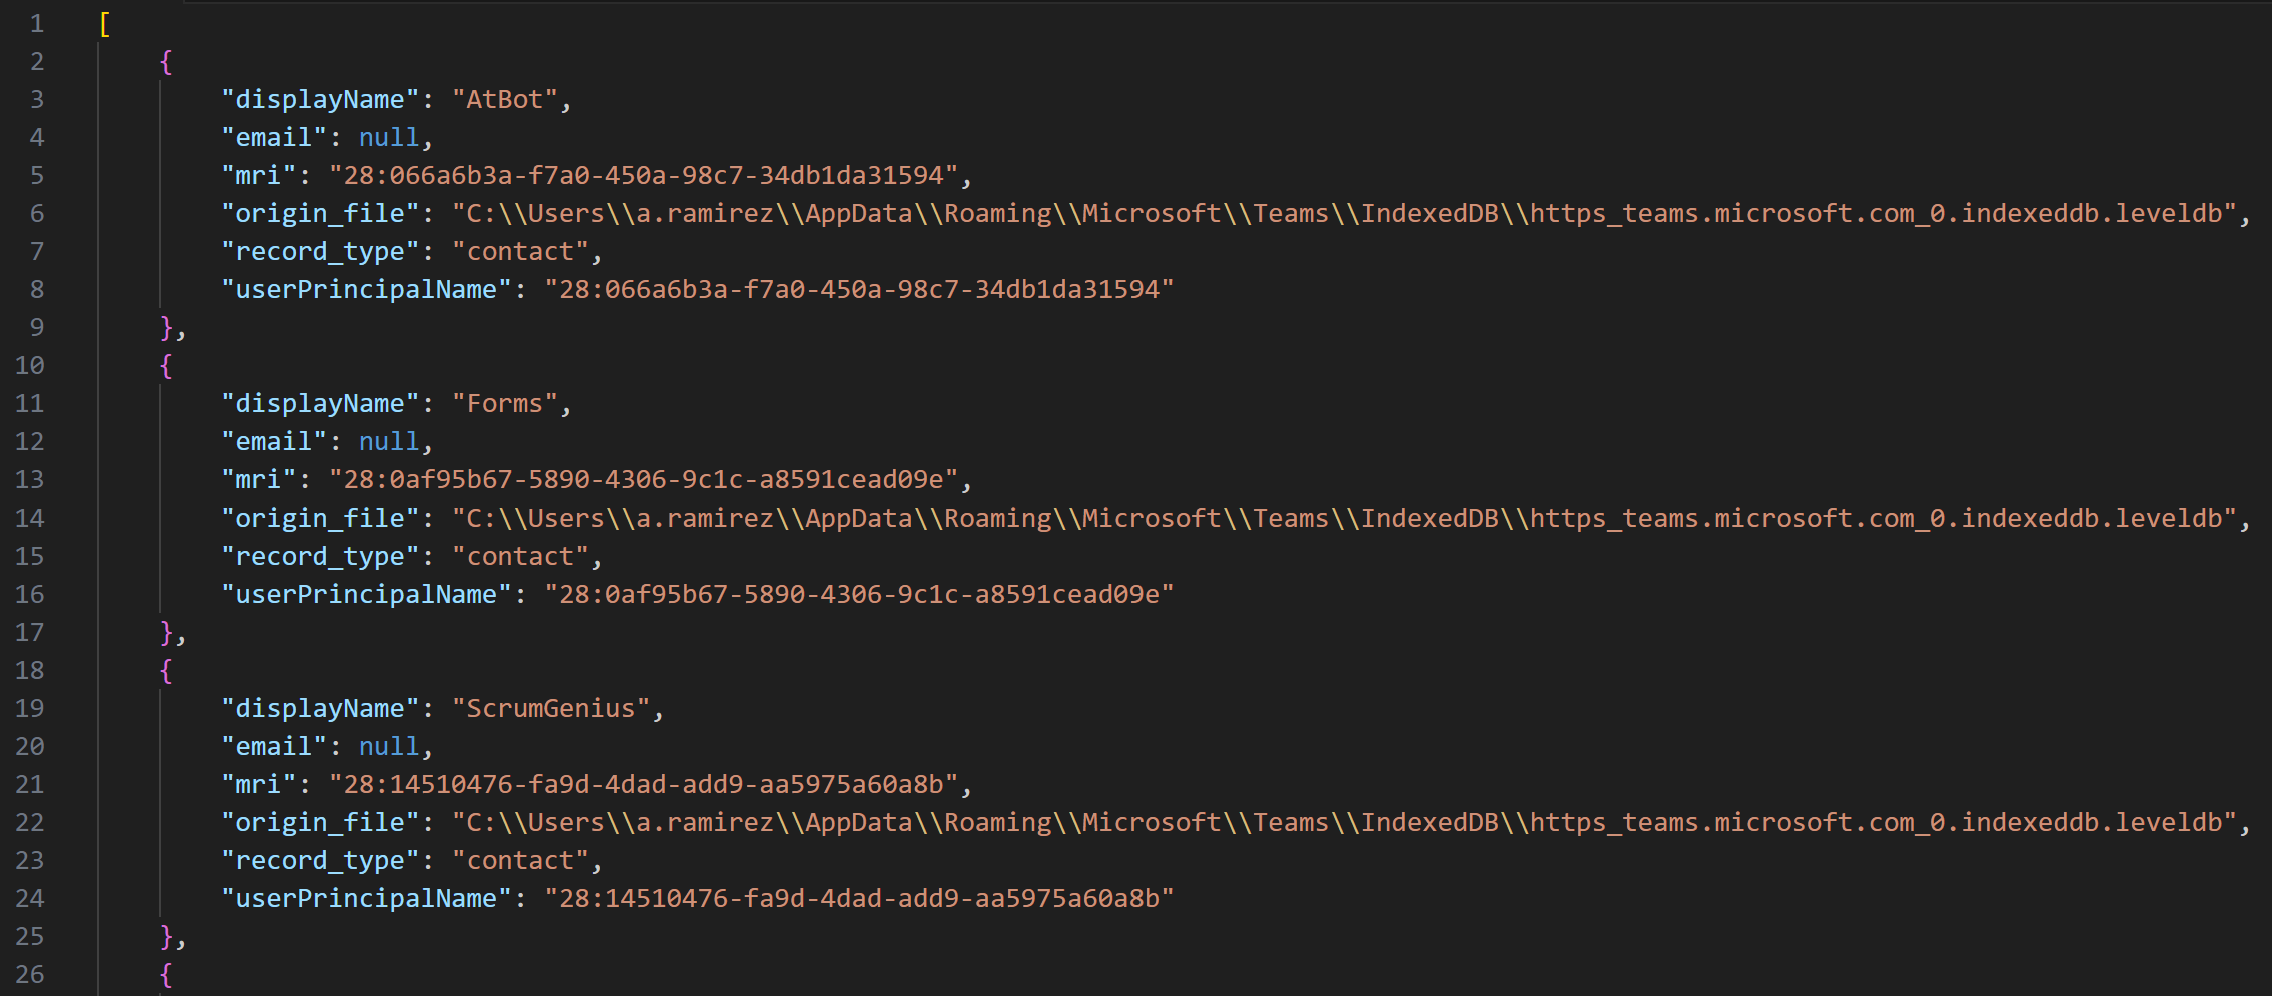 1 [
2 {
3 "displayName": "AtBot",
4 "email": null,
5 "mri": "28:066a6b3a-f7a0-450a-98c7-34db1da31594",
6 "origin_file": "C:\\Users\\a.ramirez\\AppData\\Roaming\\Microsoft\\Teams\\IndexedDB\\https_teams.microsoft.com_0.indexeddb.leveldb",
7 "record_type": "contact",
8 "userPrincipalName": "28:066a6b3a-f7a0-450a-98c7-34db1da31594"
9 },
10 {
11 "displayName": "Forms",
12 "email": null,
13 "mri": "28:0af95b67-5890-4306-9c1c-a8591cead09e",
14 "origin_file": "C:\\Users\\a.ramirez\\AppData\\Roaming\\Microsoft\\Teams\\IndexedDB\\https_teams.microsoft.com_0.indexeddb.leveldb",
15 "record_type": "contact",
16 "userPrincipalName": "28:0af95b67-5890-4306-9c1c-a8591cead09e"
17 },
18 {
19 "displayName": "ScrumGenius",
20 "email": null,
21 "mri": "28:14510476-fa9d-4dad-add9-aa5975a60a8b",
22 "origin_file": "C:\\Users\\a.ramirez\\AppData\\Roaming\\Microsoft\\Teams\\IndexedDB\\https_teams.microsoft.com_0.indexeddb.leveldb",
23 "record_type": "contact",
24 "userPrincipalName": "28:14510476-fa9d-4dad-add9-aa5975a60a8b"
25 },
26 {